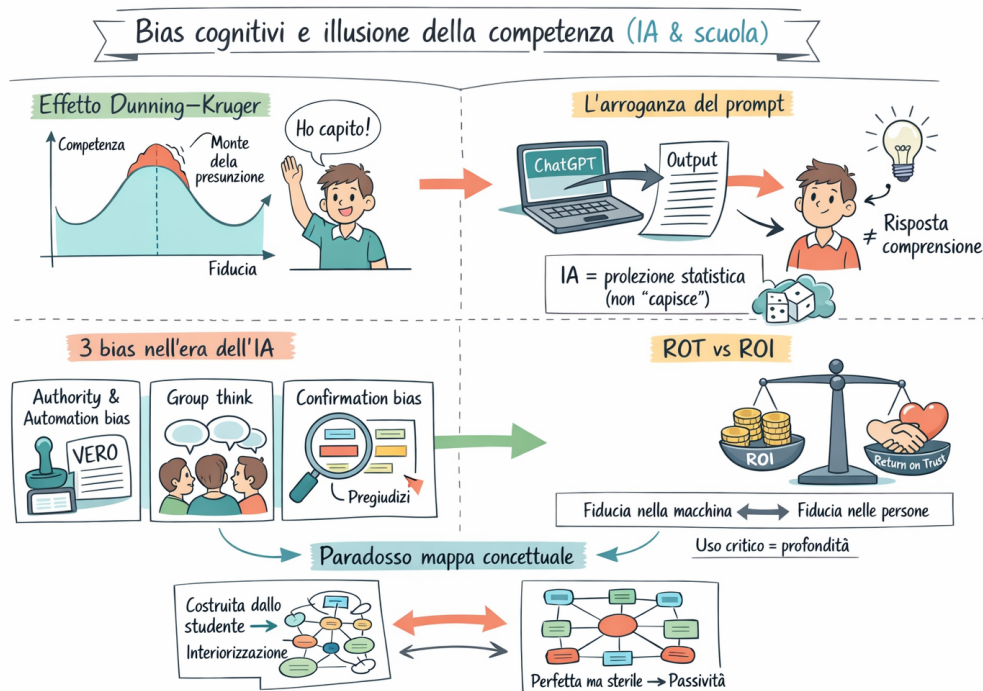 Bias cognitivi e illusione della competenza (IA & scuola)
Effetto Dunning–Kruger
Competenza
Monte
dela
presunzione
Fiducia
Ho capito!
L'arroganza del prompt
ChatGPT
Output
≠ Risposta
comprensione
IA = prolezione statistica
(non "capisce")
3 bias nell'era dell'IA
Authority &
Automation bias
VERO
Group think
Confirmation bias
Pregiudizi
ROT vs ROI
ROI
Return on Trust
Fiducia nella macchina
Fiducia nelle persone
Uso critico = profondità
Paradosso mappa concettuale
Costruita dallo
studente →
Interiorizzazione
Perfetta ma sterile → Passività